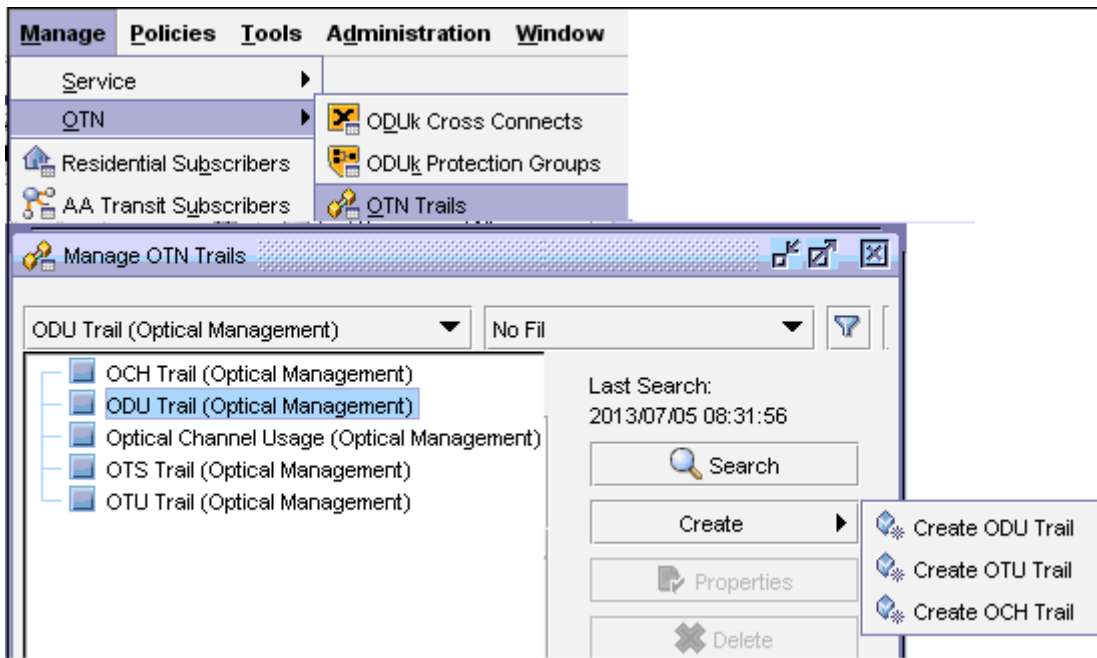 Manage Policies Tools Administration Window
Service
OTN
ODUk Cross Connects
Residential Subscribers
ODUk Protection Groups
AA Transit Subscribers
OTN Trails
Manage OTN Trails
ODU Trail (Optical Management)
No Fil
OCH Trail (Optical Management)
ODU Trail (Optical Management)
Optical Channel Usage (Optical Management)
OTS Trail (Optical Management)
OTU Trail (Optical Management)
Last Search:
2013/07/05 08:31:56
Search
Create
Create ODU Trail
Create OTU Trail
Create OCH Trail
Properties
Delete